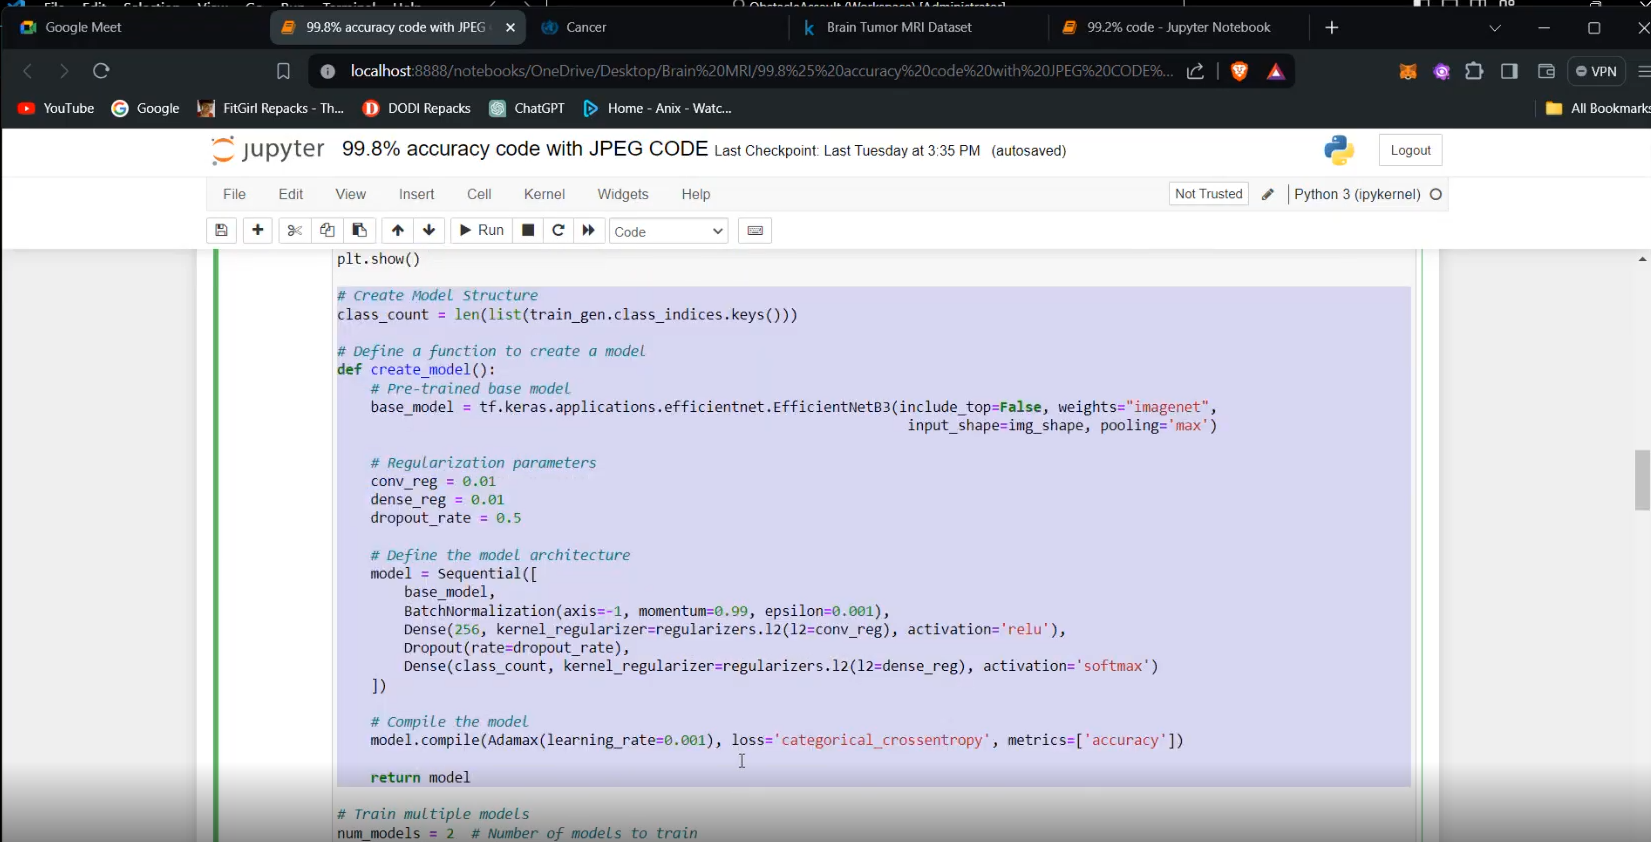 ObstacleAssault (Workspace) [Administrator]
Google Meet
99.8% accuracy code with JPEG
Cancer
Brain Tumor MRI Dataset
99.2% code - Jupyter Notebook
localhost:8888/notebooks/OneDrive/Desktop/Brain%20MRI/99.8%25%20accuracy%20code%20with%20JPEG%20CODE%...
VPN
YouTube
Google
FitGirl Repacks - Th...
DODI Repacks
ChatGPT
Home - Anix - Watc...
All Bookmarks
jupyter 99.8% accuracy code with JPEG CODE Last Checkpoint: Last Tuesday at 3:35 PM (autosaved)
Logout
File Edit View Insert Cell Kernel Widgets Help
Not Trusted
Python 3 (ipykernel)
Run
Code
plt.show()
# Create Model Structure
class_count = len(list(train_gen.class_indices.keys()))
# Define a function to create a model
def create_model():
# Pre-trained base model
base_model = tf.keras.applications.efficientnet.EfficientNetB3(include_top=False, weights="imagenet",
input_shape=img_shape, pooling='max')
# Regularization parameters
conv_reg = 0.01
dense_reg = 0.01
dropout_rate = 0.5
# Define the model architecture
model = Sequential([
base_model,
BatchNormalization(axis=-1, momentum=0.99, epsilon=0.001),
Dense(256, kernel_regularizer=regularizers.l2(l2=conv_reg), activation='relu'),
Dropout(rate=dropout_rate),
Dense(class_count, kernel_regularizer=regularizers.l2(l2=dense_reg), activation='softmax')
])
# Compile the model
model.compile(Adamax(learning_rate=0.001), loss='categorical_crossentropy', metrics=['accuracy'])
return model
# Train multiple models
num_models = 2 # Number of models to train